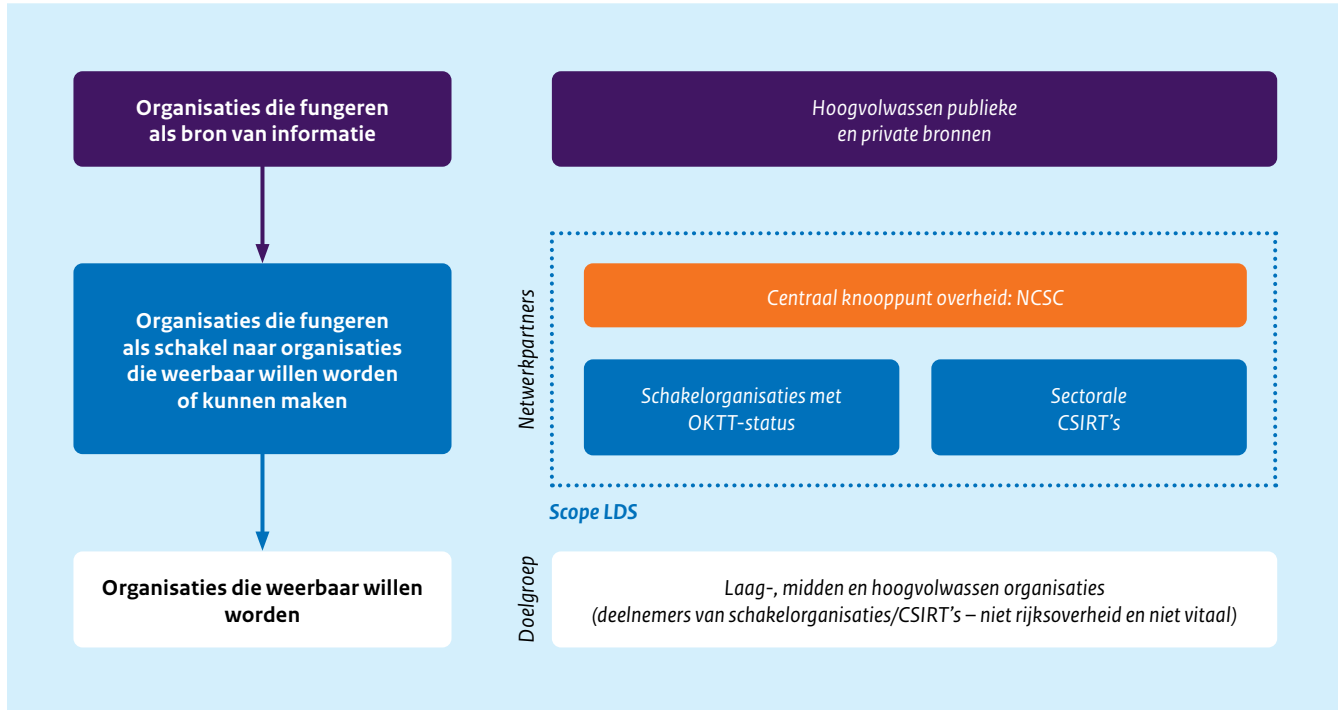 Organisaties die fungeren
als bron van informatie
Hoogvolwassen publieke
en private bronnen
Organisaties die fungeren
als schakel naar organisaties
die weerbaar willen worden
of kunnen maken
Netwerkpartners
Centraal knooppunt overheid: NCSC
Schakelorganisaties met
OKTT-status
Sectorale
CSIRT’s
Scope LDS
Organisaties die weerbaar willen
worden
Doelgroep
Laag-, midden en hoogvolwassen organisaties
(deelnemers van schakelorganisaties/CSIRT’s – niet rijksoverheid en niet vitaal)